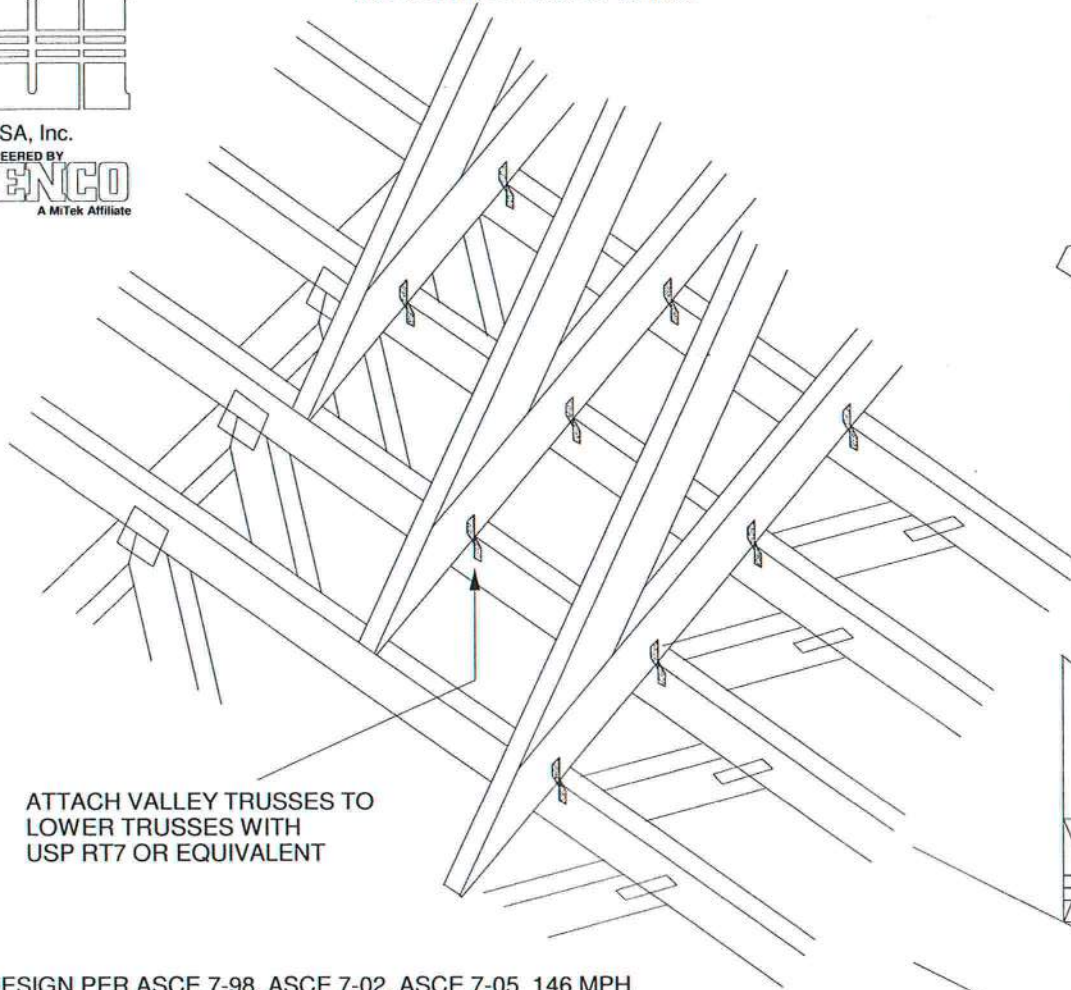 SA, Inc.
EERED BY
ENCO
A MiTek Affiliate
ATTACH VALLEY TRUSSES TO
LOWER TRUSSES WITH
USP RT7 OR EQUIVALENT
ESIGN PER ASCE 7-98, ASCE 7-02, ASCE 7-05 146 MPH